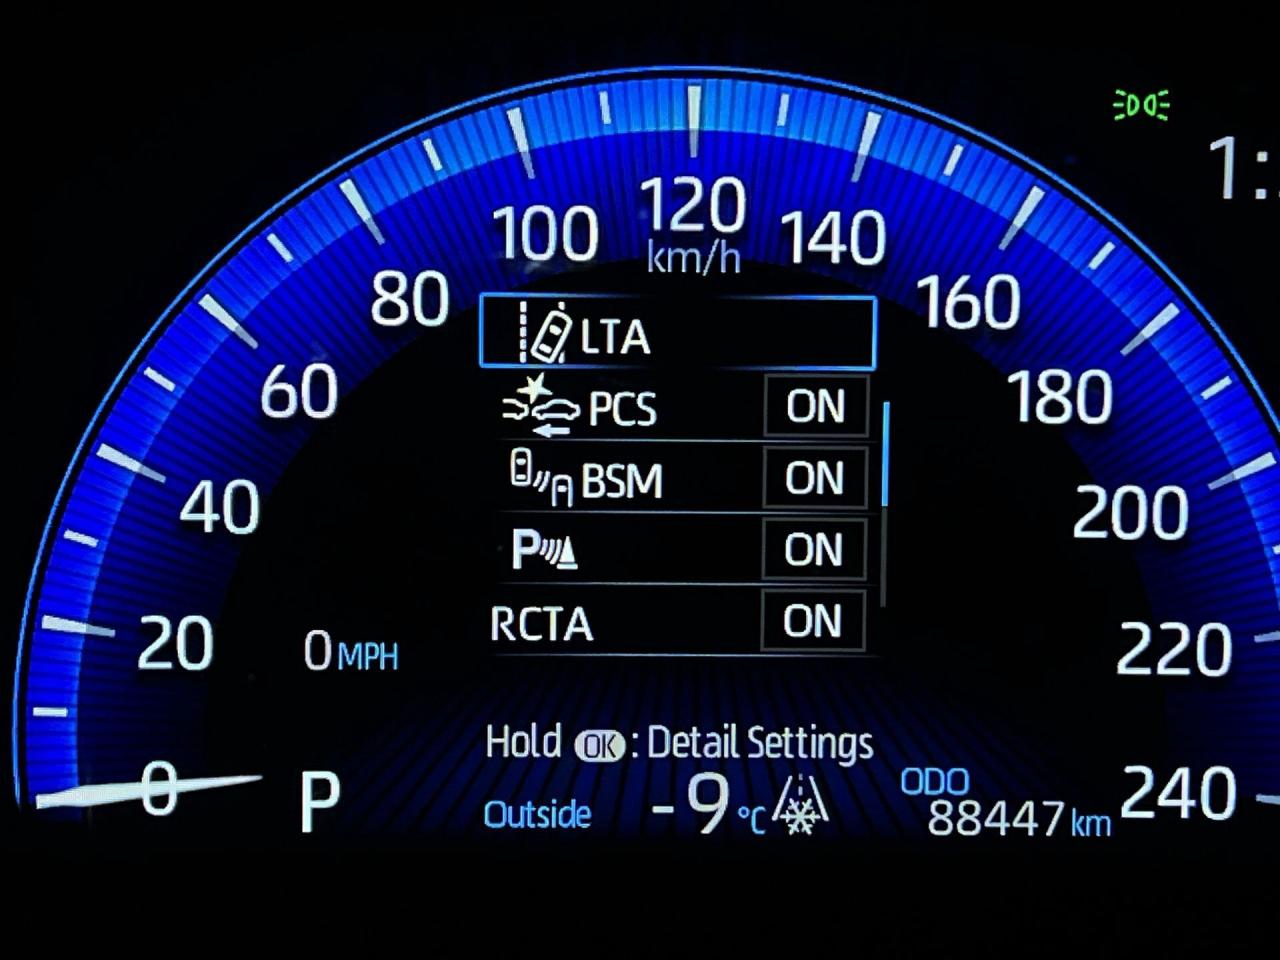 1:
120
100
140
km/h
80
160
LTA
60
180
PCS ON
BSM ON
40
200
P ON
RCTA ON
20
220
0 MPH
Hold OK : Detail Settings
0
P
Outside -9 °C
ODO
88447 km
240